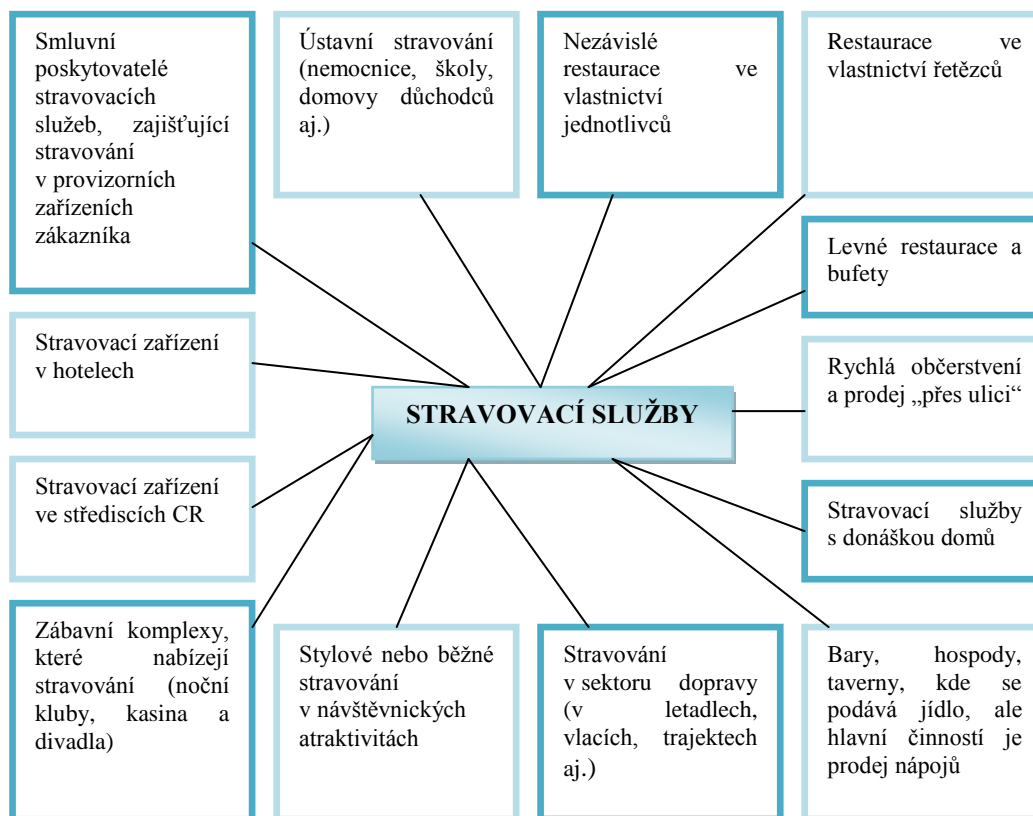 Smluvní
poskytovatelé
stravovacích
služeb, zajišťující
stravování
v provizorních
zařízeních
zákazníka
Ústavní stravování
(nemocnice, školy,
domovy důchodců
aj.)
Nezávislé
restaurace ve
vlastnictví
jednotlivců
Restaurace ve
vlastnictví řetězců
Levné restaurace a
bufety
Stravovací zařízení
v hotelech
Rychlá občerstvení
a prodej „přes ulici“
STRAVOVACÍ SLUŽBY
Stravovací zařízení
ve střediscích CR
Stravovací služby
s donáškou domů
Zábavní komplexy,
které nabízejí
stravování (noční
kluby, kasina a
divadla)
Stylové nebo běžné
stravování
v návštěvnických
atraktivitách
Stravování
v sektoru dopravy
(v letadlech,
vlacích, trajektech
aj.)
Bary, hospody,
taverny, kde se
podává jídlo, ale
hlavní činností je
prodej nápojů